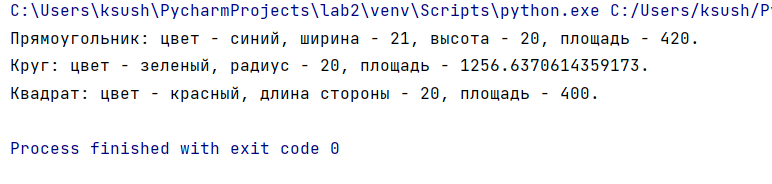 C:\Users\ksush\PycharmProjects\lab2\venv\Scripts\python.exe C:/Users/ksush/
Прямоугольник: цвет - синий, ширина - 21, высота - 20, площадь - 420.
Круг: цвет - зеленый, радиус - 20, площадь - 1256.6370614359173.
Квадрат: цвет - красный, длина стороны - 20, площадь - 400.
Process finished with exit code 0